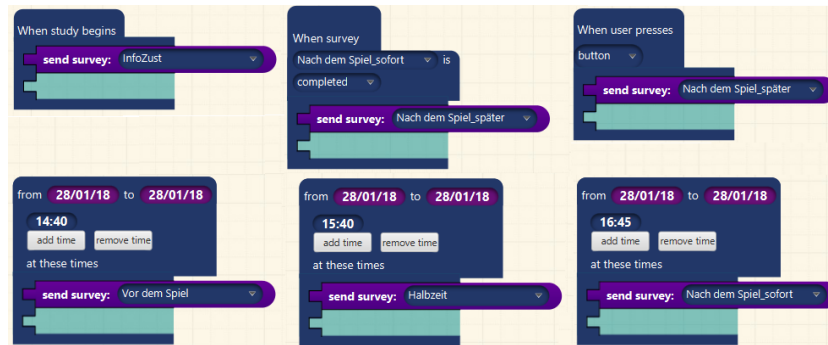 When study begins
send survey: InfoZust
When survey
Nach dem Spiel_sofort is
completed
send survey: Nach dem Spiel_später
When user presses
button
send survey: Nach dem Spiel_später
from 28/01/18 to 28/01/18
14:40
add time remove time
at these times
send survey: Vor dem Spiel
from 28/01/18 to 28/01/18
15:40
add time remove time
at these times
send survey: Halbzeit
from 28/01/18 to 28/01/18
16:45
add time remove time
at these times
send survey: Nach dem Spiel_sofort